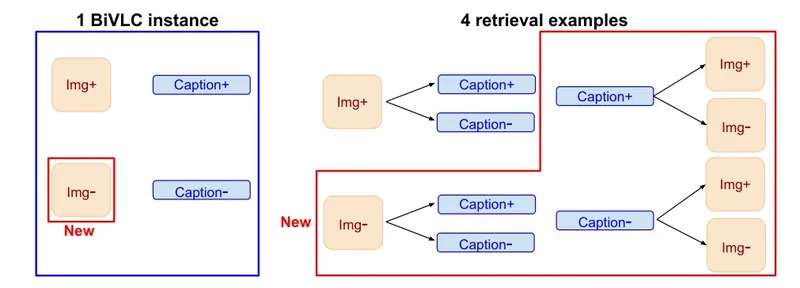 1 BiVLC instance
Img+
Caption+
Img-
Caption-
New
4 retrieval examples
Img+
Caption+
Caption-
Caption+
Img+
Img-
New
Img-
Caption+
Caption-
Caption-
Img+
Img-